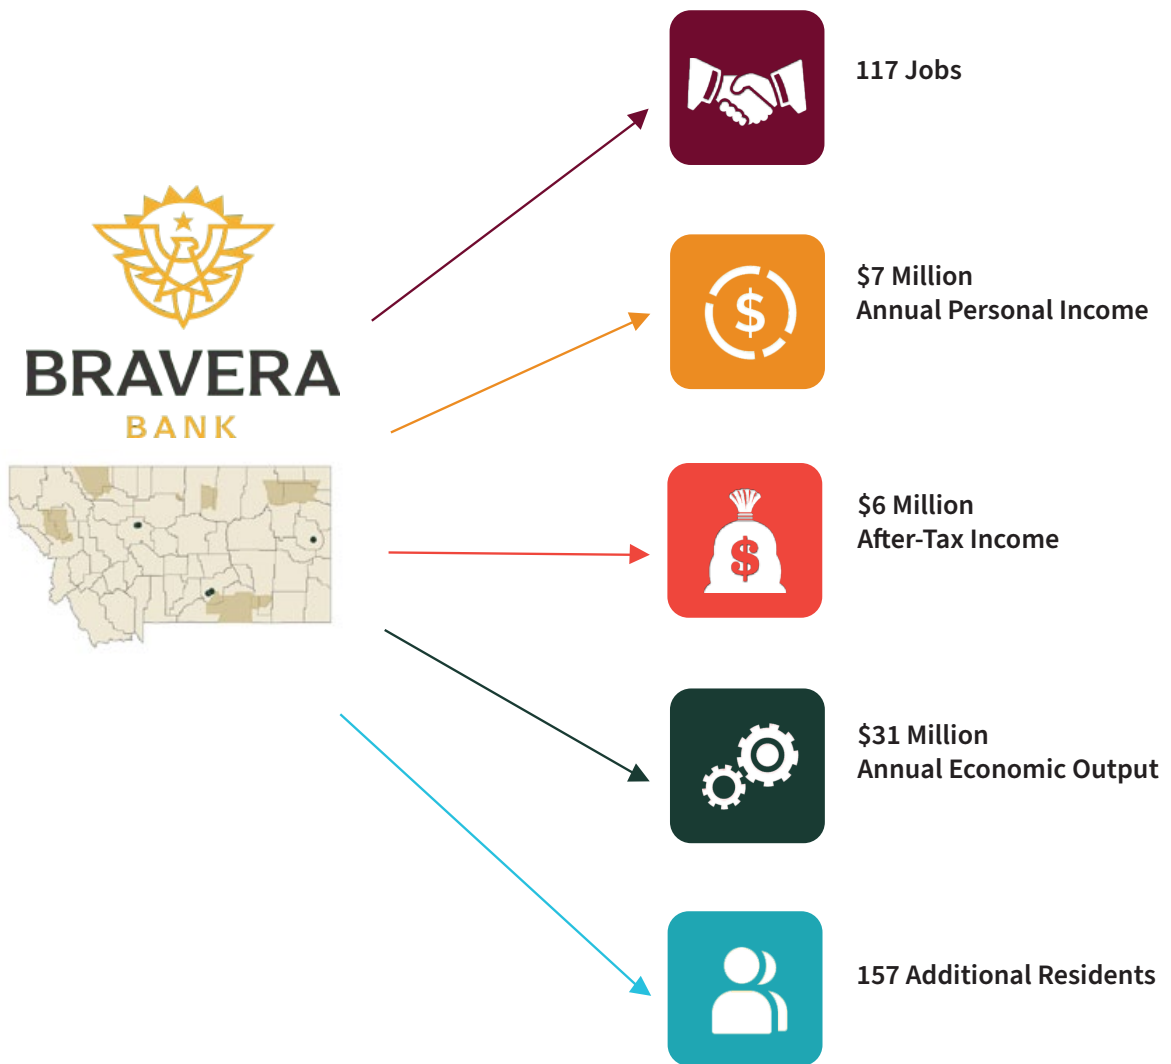 BRAVERA
BANK
117 Jobs
$7 Million
Annual Personal Income
$6 Million
After-Tax Income
$31 Million
Annual Economic Output
157 Additional Residents